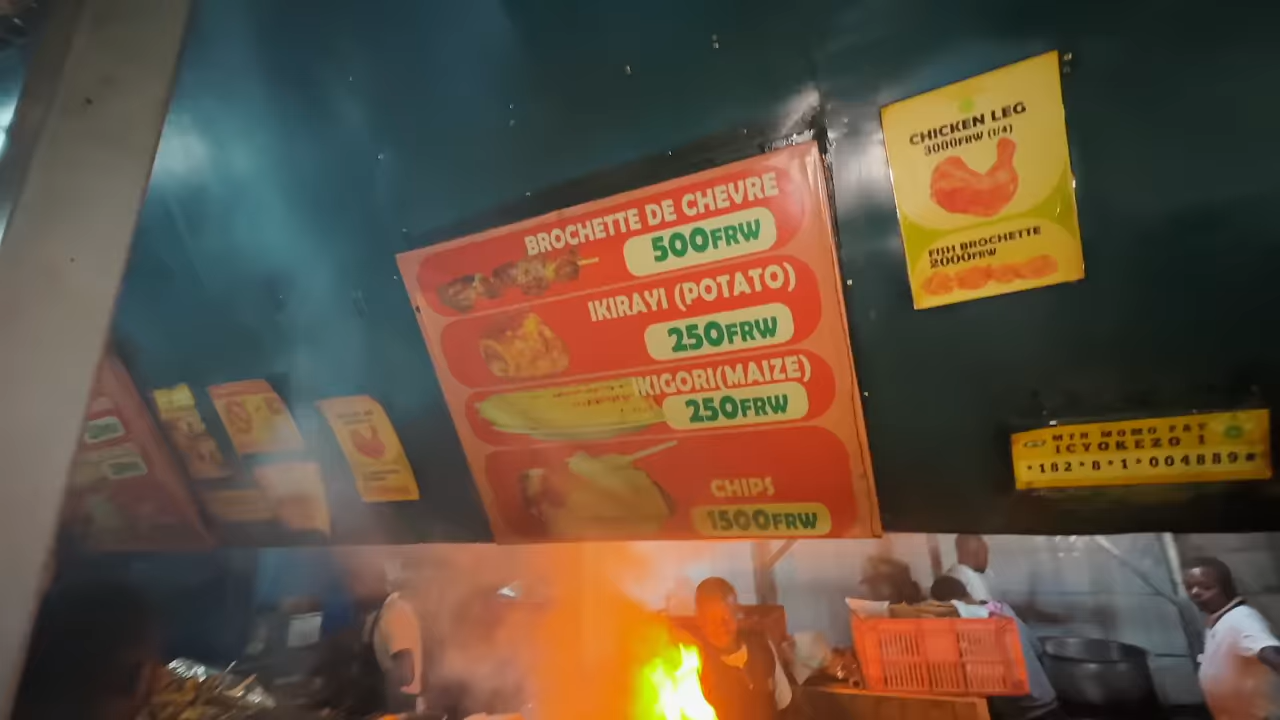 BROCHETTE DE CHEVRE
500FRW
IKIRAYI (POTATO)
250FRW
IKIGORI(MAIZE)
250FRW
CHIPS
1500FRW
CHICKEN LEG
3000FRW (1/4)
FISH BROCHETTE
2000FRW
MTN MOMO PAY
ICYOKEZO 1
*182*8*1*004889#